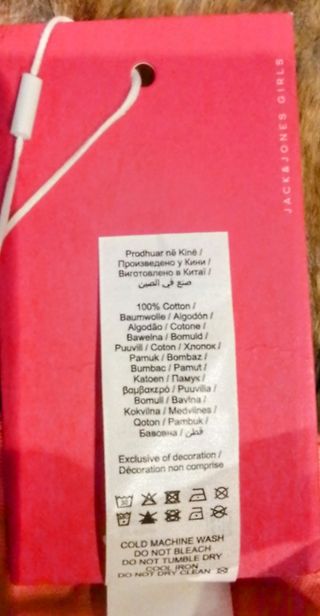 JACK&JONES GIRLS
Prodhuar në Kinë /
Произведено у Кини /
Виготовлено в Китаї /
صنع في الصين
100% Cotton /
Baumwolle / Algodón /
Algodão / Cotone /
Bawełna / Bomuld /
Puuvill / Coton / Хлопок /
Pamuk / Bombaz /
Bumbac / Pamut /
Katoen / Памук /
βαμβακερό / Puuvilla /
Bomull / Bavlna /
Kokvilna / Medvilnes /
Qoton / Pambuk /
Бавовна / قطن
Exclusive of decoration /
Décoration non comprise
COLD MACHINE WASH
DO NOT BLEACH
DO NOT TUMBLE DRY
COOL IRON
DO NOT DRY CLEAN